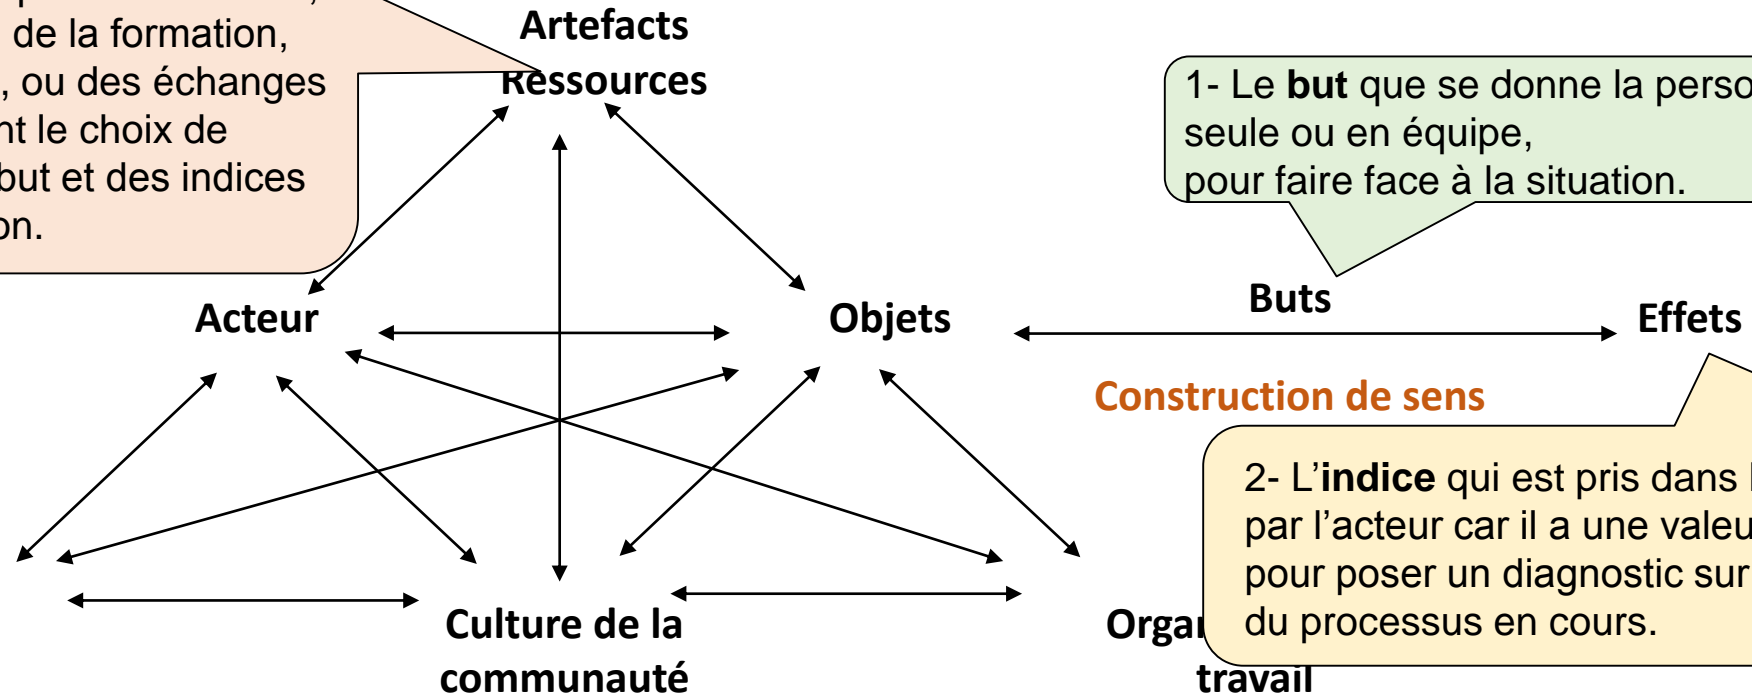 de la formation,
, ou des échanges
nt le choix de
but et des indices
on.
Artefacts
Ressources
1- Le but que se donne la perso
seule ou en équipe,
pour faire face à la situation.
Acteur
Objets
Buts
Effets
Construction de sens
2- L’indice qui est pris dans l
par l’acteur car il a une valeu
pour poser un diagnostic sur
du processus en cours.
Culture de la
communauté
Orga
travail